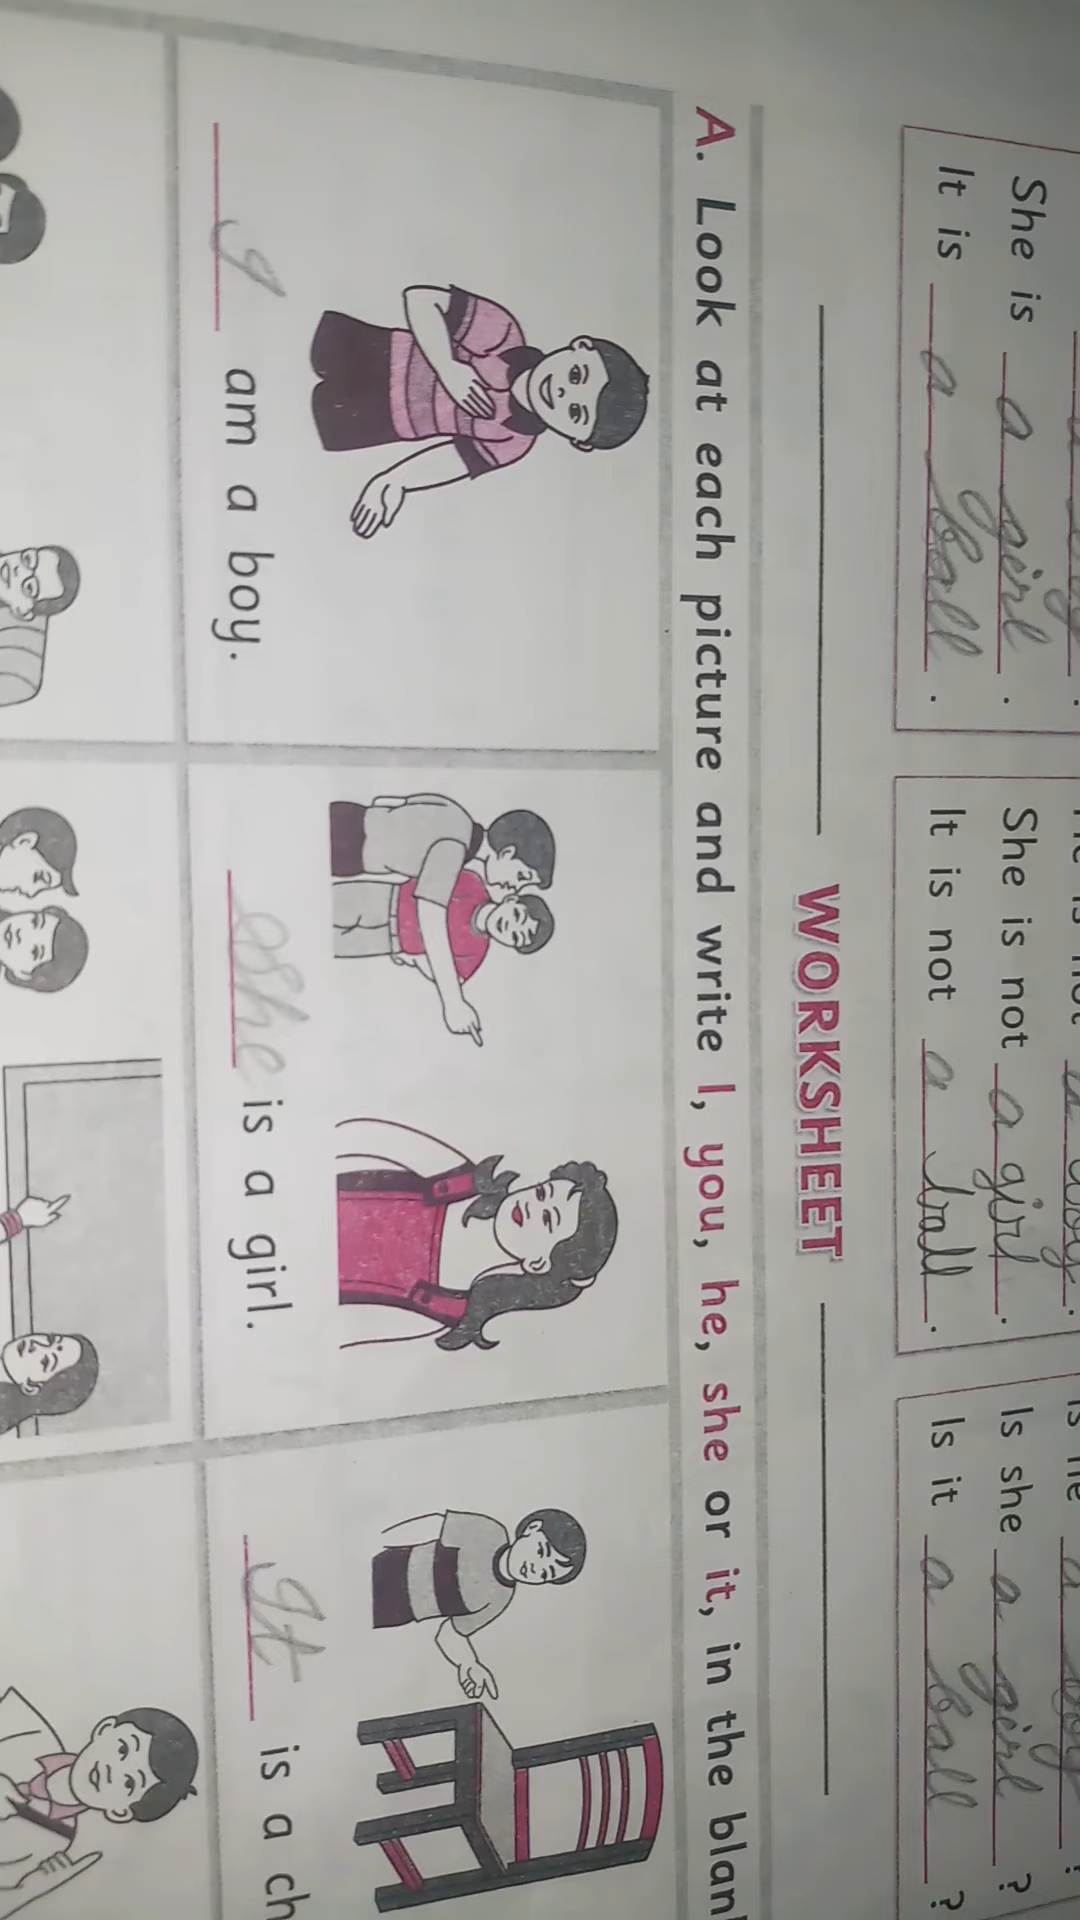 She is a girl.
It is a ball.
She is not a girl.
It is not a ball.
Is she a girl?
Is it a ball?
WORKSHEET
A. Look at each picture and write I, you, he, she or it, in the
I am a boy.
She is a girl.
It is a